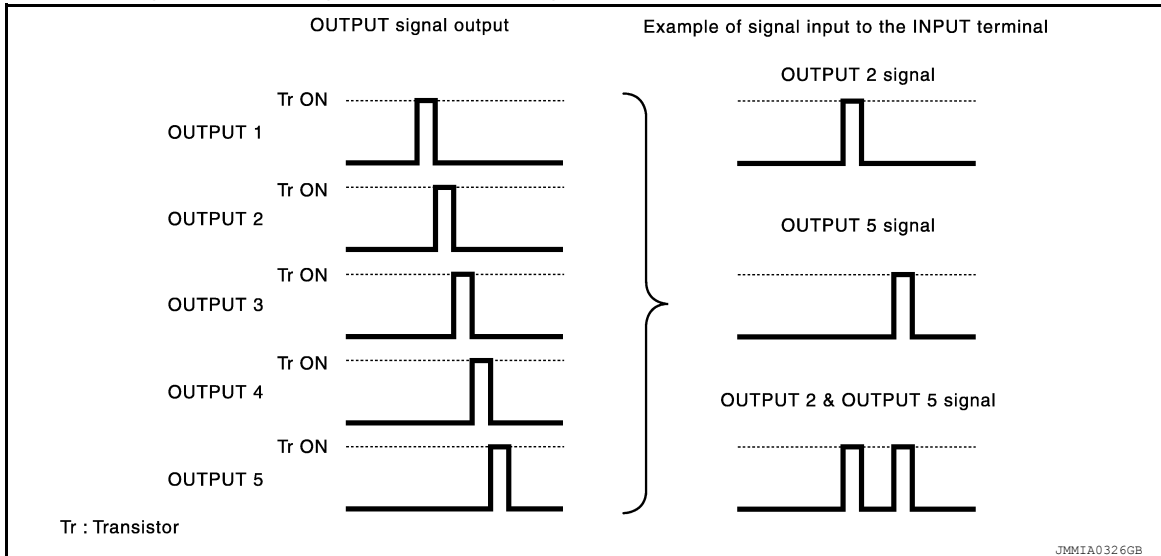 OUTPUT signal output
Example of signal input to the INPUT terminal
OUTPUT 1
Tr ON
OUTPUT 2
Tr ON
OUTPUT 3
Tr ON
OUTPUT 4
Tr ON
OUTPUT 5
Tr ON
OUTPUT 2 signal
OUTPUT 5 signal
OUTPUT 2 & OUTPUT 5 signal
Tr : Transistor
JMMIA0326GB